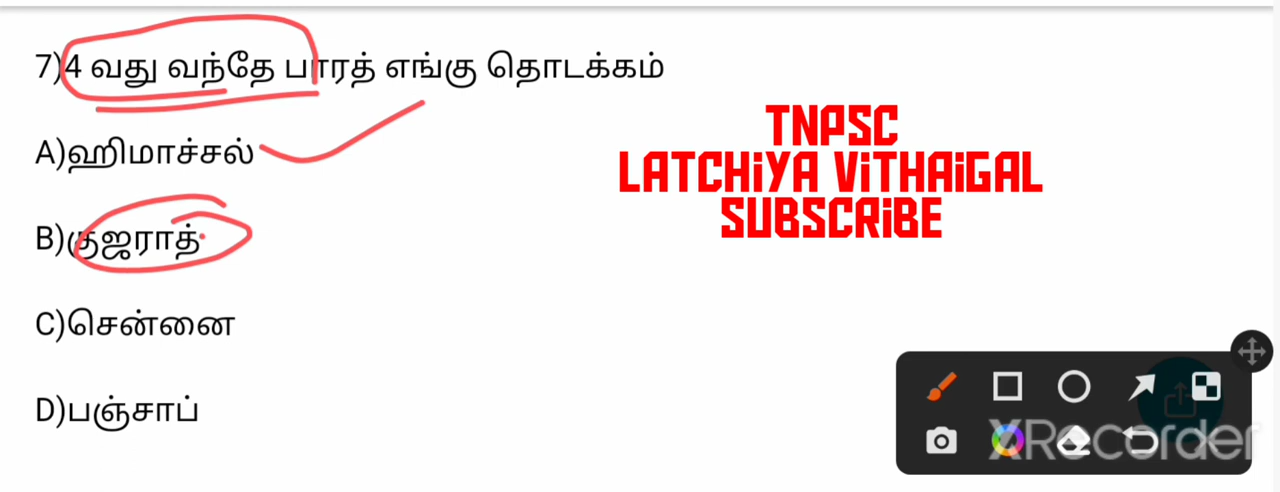 7)4 வது வந்தே பாரத் எங்கு தொடக்கம்
A)ஹிமாச்சல்
B)குஜராத்
C)சென்னை
D)பஞ்சாப்
TNPSC
LATCHiYA ViTHAiGAL
SUBSCRiBE
XRecorder